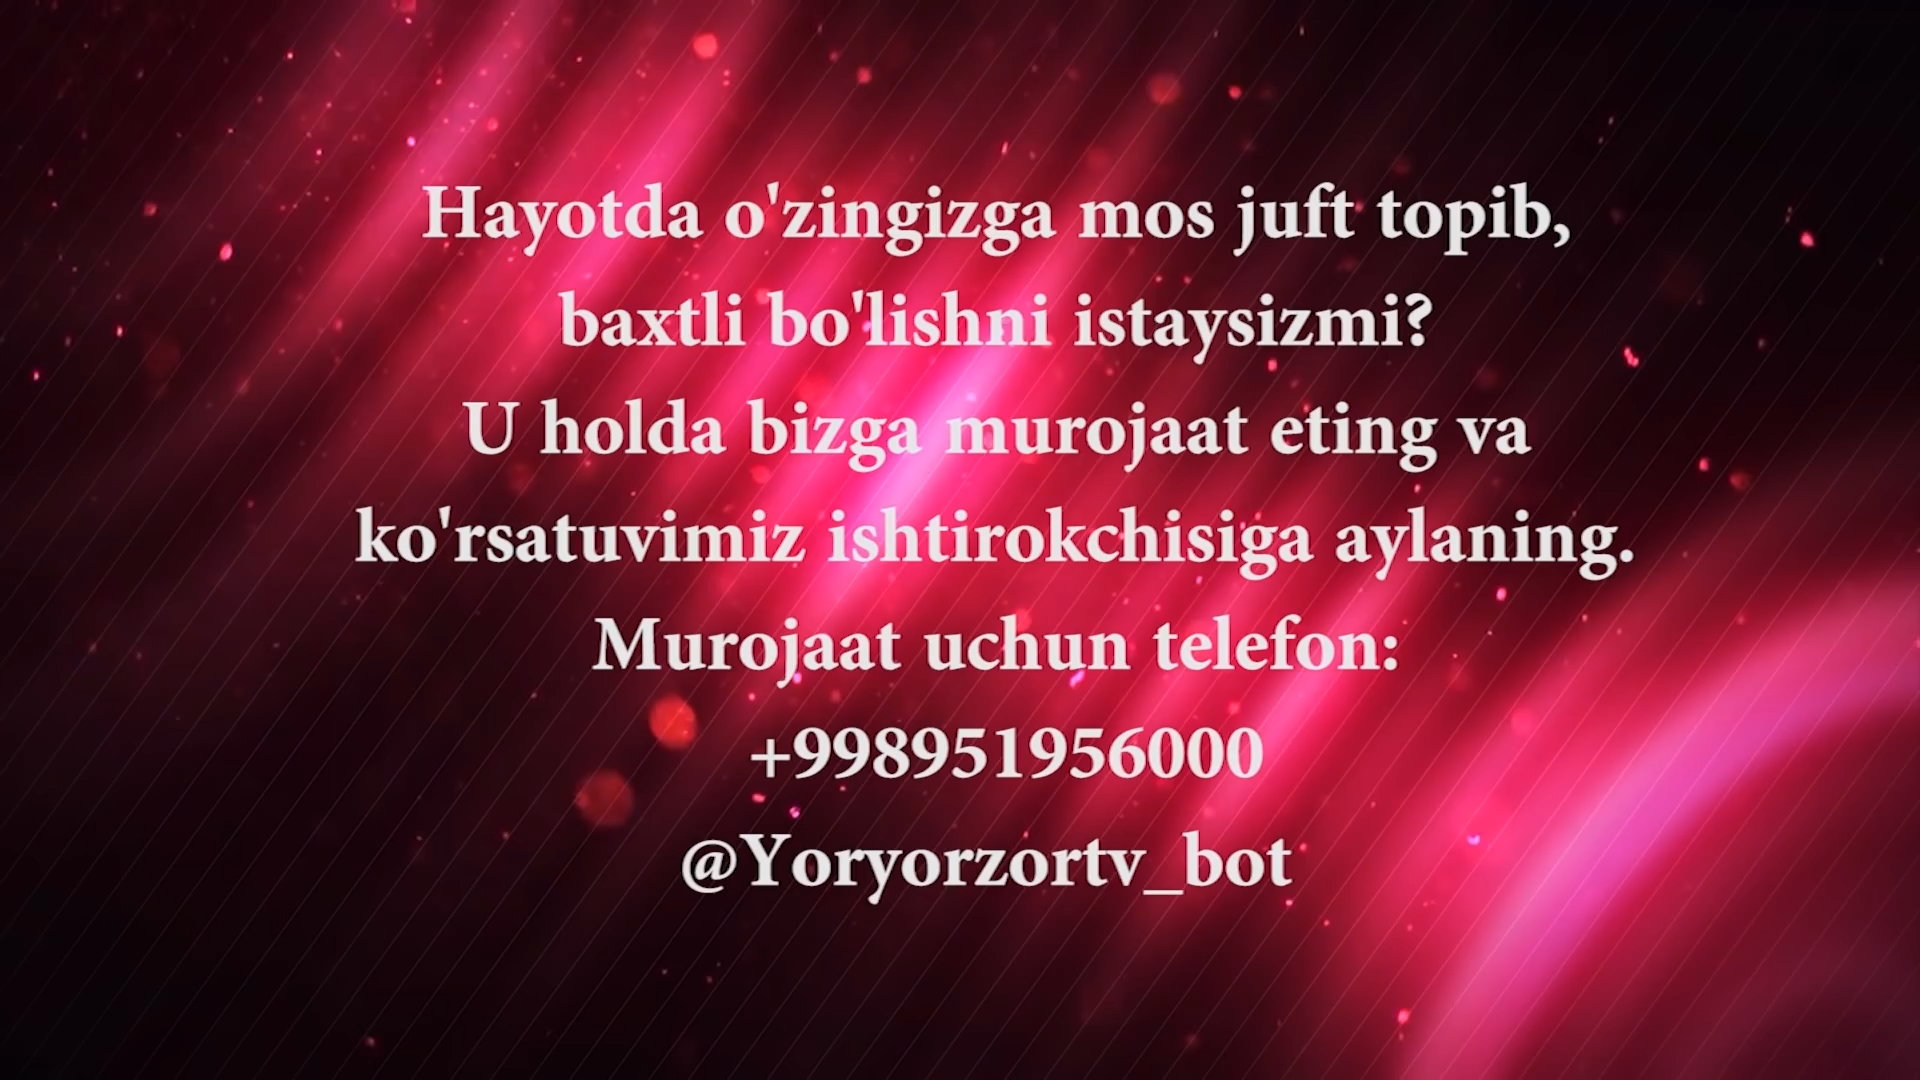 Hayotda o'zingizga mos juft topib,
baxtli bo'lishni istaysizmi?
U holda bizga murojaat eting va
ko'rsatuvimiz ishtirokchisiga aylaning.
Murojaat uchun telefon:
+998951956000
@Yoryorzortv_bot